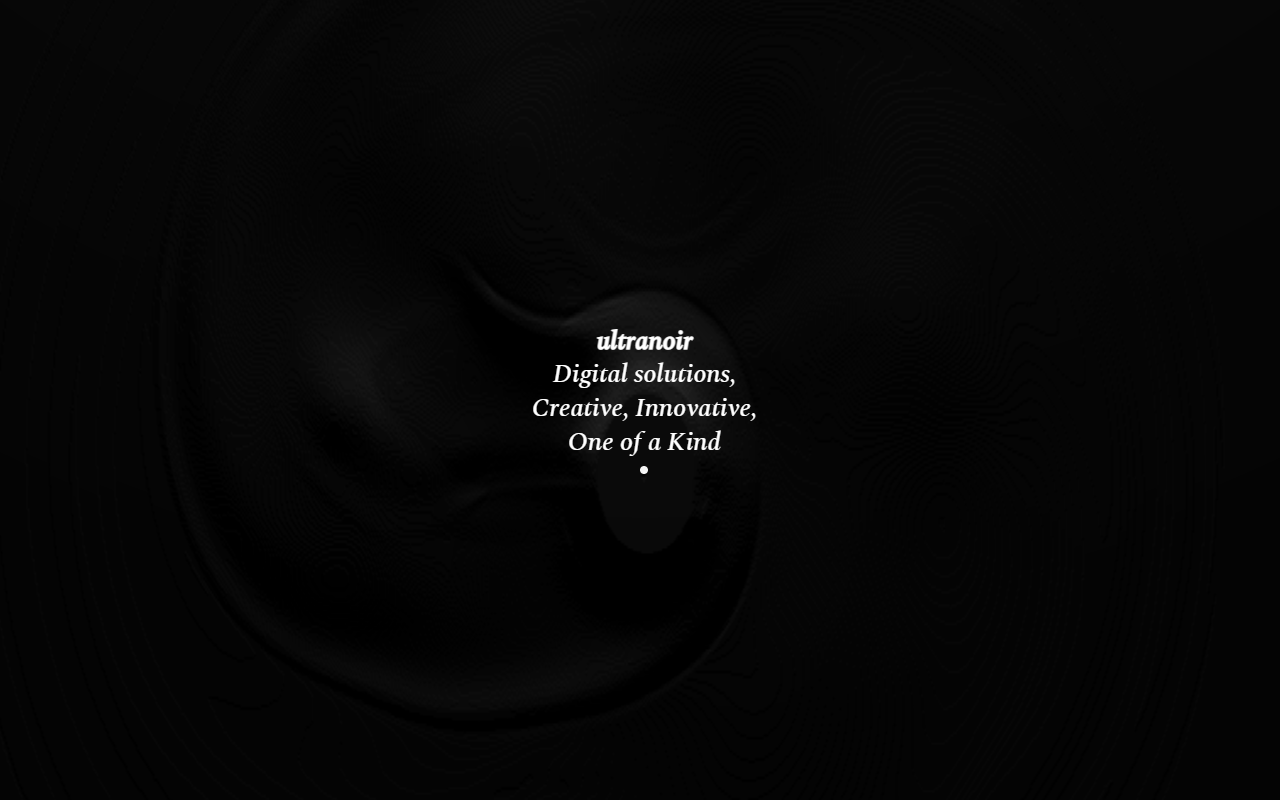 ultranoir
Digital solutions,
Creative, Innovative,
One of a Kind